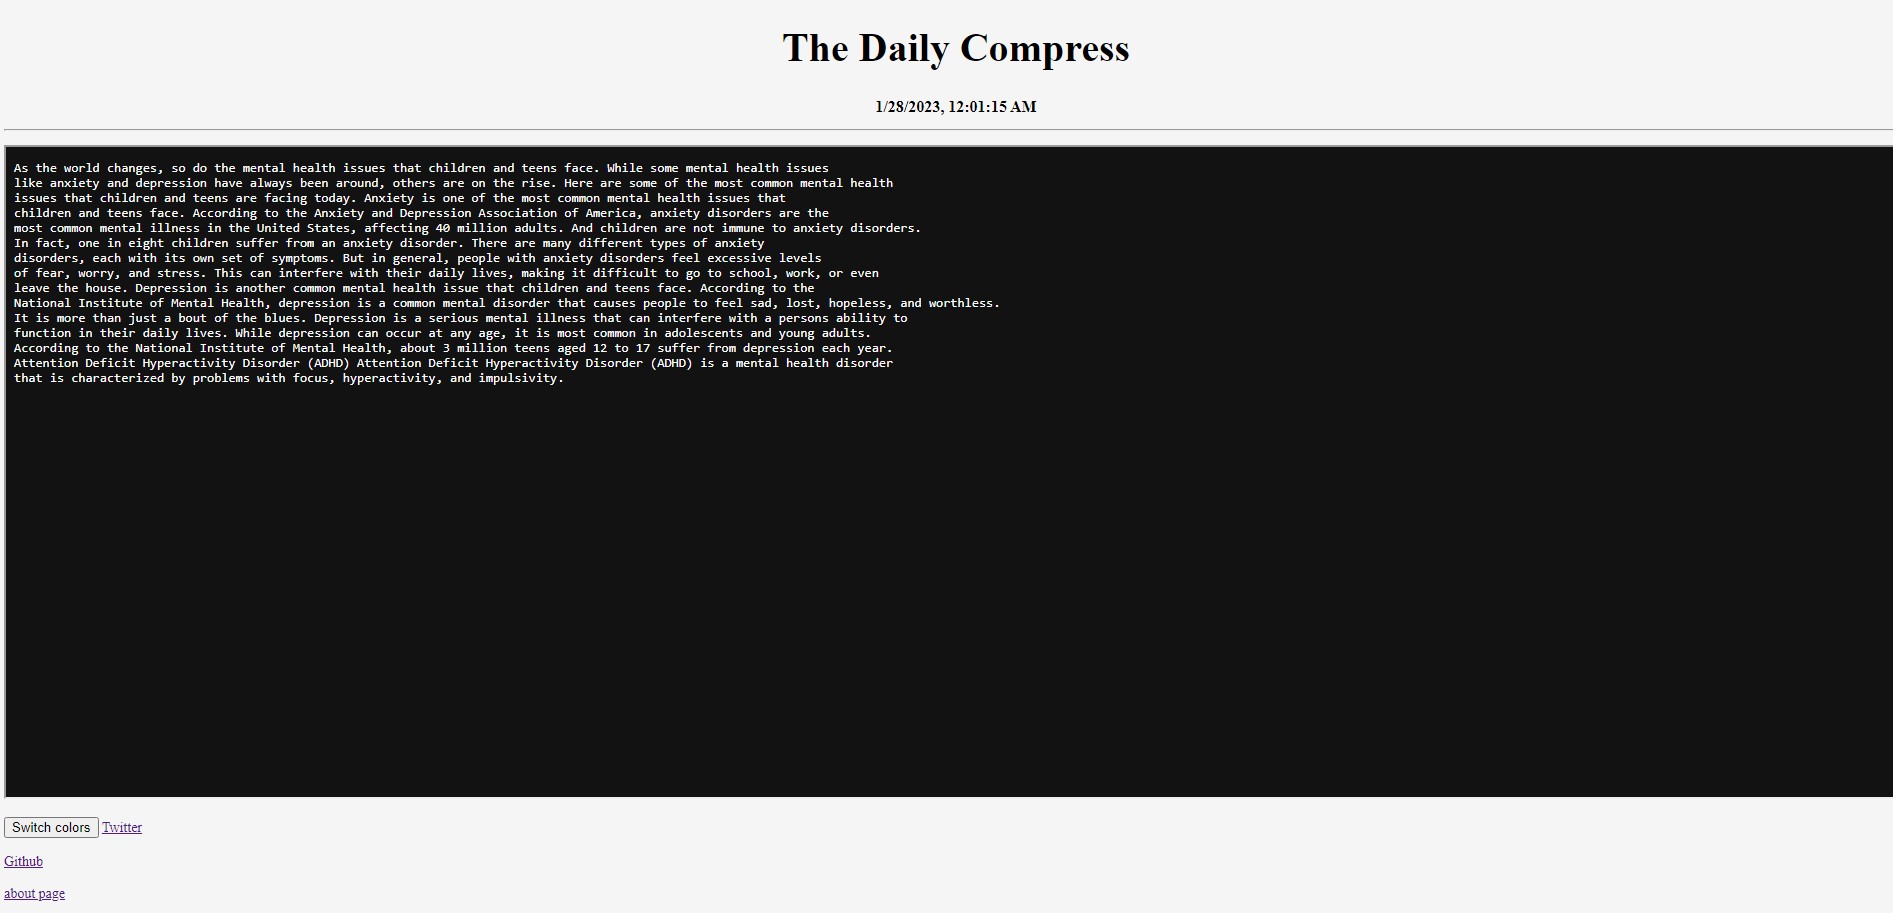 The Daily Compress
1/28/2023, 12:01:15 AM
As the world changes, so do the mental health issues that children and teens face. While some mental health issues
like anxiety and depression have always been around, others are on the rise. Here are some of the most common mental health
issues that children and teens are facing today. Anxiety is one of the most common mental health issues that
children and teens face. According to the Anxiety and Depression Association of America, anxiety disorders are the
most common mental illness in the United States, affecting 40 million adults. And children are not immune to anxiety disorders.
In fact, one in eight children suffer from an anxiety disorder. There are many different types of anxiety
disorders, each with its own set of symptoms. But in general, people with anxiety disorders feel excessive levels
of fear, worry, and stress. This can interfere with their daily lives, making it difficult to go to school, work, or even
leave the house. Depression is another common mental health issue that children and teens face. According to the
National Institute of Mental Health, depression is a common mental disorder that causes people to feel sad, lost, hopeless, and worthless.
It is more than just a bout of the blues. Depression is a serious mental illness that can interfere with a persons ability to
function in their daily lives. While depression can occur at any age, it is most common in adolescents and young adults.
According to the National Institute of Mental Health, about 3 million teens aged 12 to 17 suffer from depression each year.
Attention Deficit Hyperactivity Disorder (ADHD) Attention Deficit Hyperactivity Disorder (ADHD) is a mental health disorder
that is characterized by problems with focus, hyperactivity, and impulsivity.
Switch colors Twitter
Github
about page